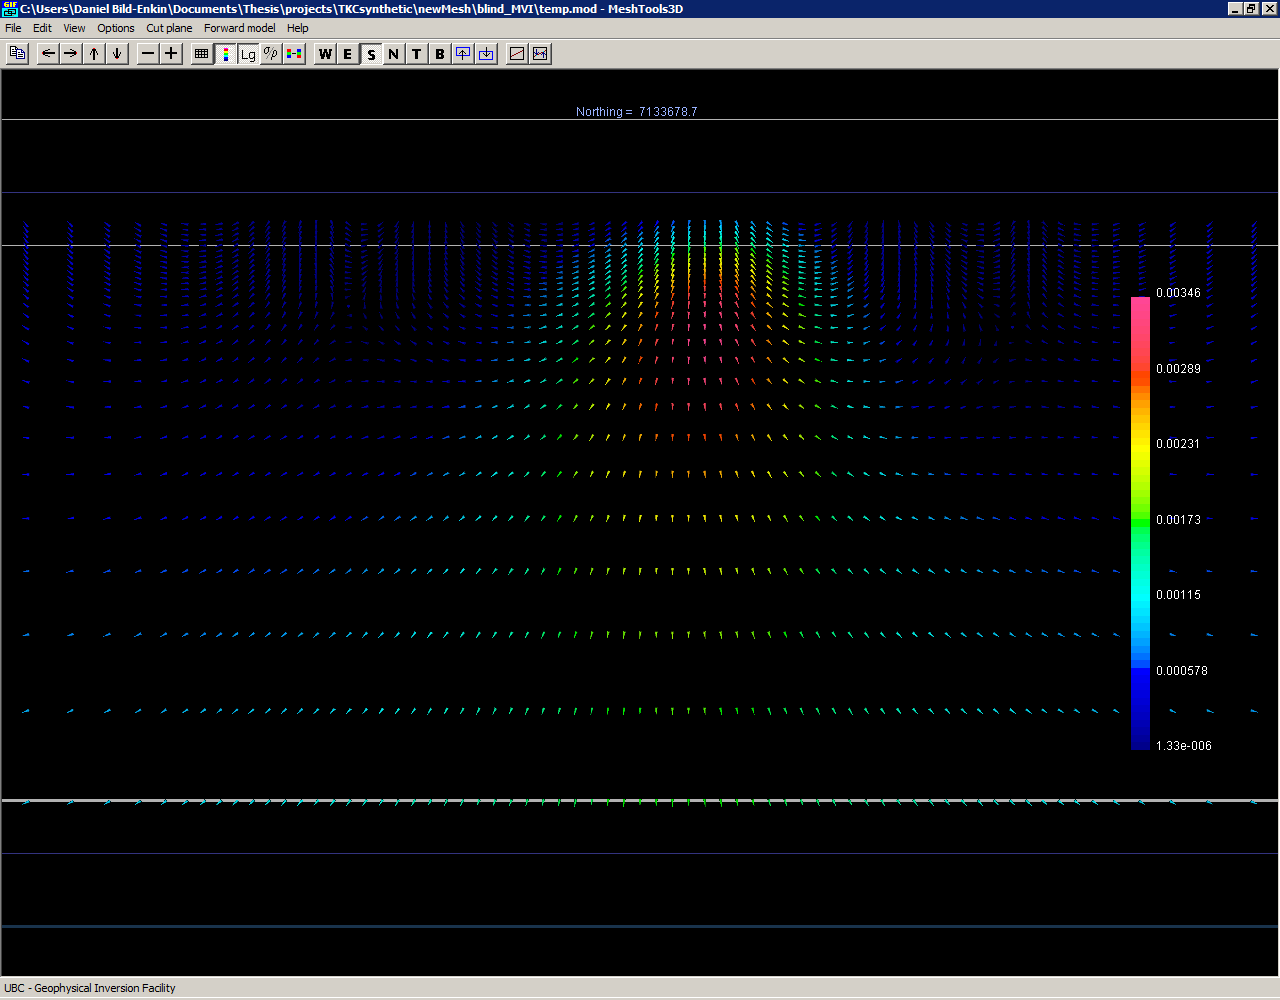 GIF C:\Users\Daniel Bild-Enkin\Documents\Thesis\projects\TKCsynthetic\newMesh\blind_MVI\temp.mod - MeshTools3D
File Edit View Options Cut plane Forward model Help
Lg σ/ρ W E S N T B
Northing = 7133678.7
0.00346
0.00289
0.00231
0.00173
0.00115
0.000578
1.33e-006
UBC - Geophysical Inversion Facility